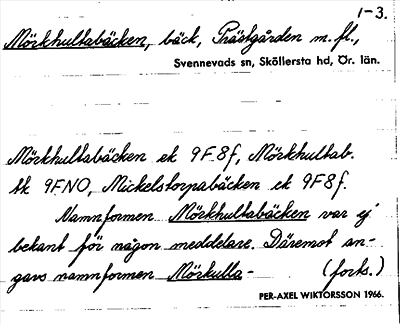 1-3.
Mörkhultabäcken, bäck, Prästgården m.fl.,
Svennevads sn, Sköllersta hd, Ör. län.
Mörkhultabäcken ek 9F8f, Mörkhultab.
tk 9FNO, Mickelstorpabäcken ek 9F8f.
Namnformen Mörkhultabäcken var ej
bekant för någon meddelare. Däremot an-
gavs namnformen Mörkulla-
(forts.)
PER-AXEL WIKTORSSON 1966.